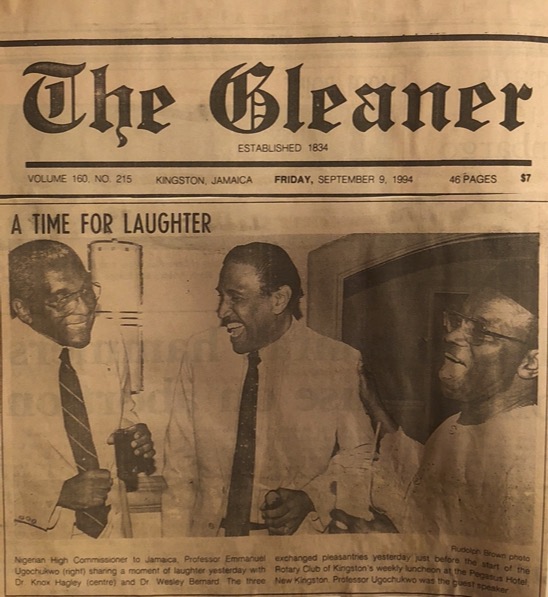 The Gleaner
ESTABLISHED 1834
VOLUME 160, NO. 215 KINGSTON, JAMAICA FRIDAY, SEPTEMBER 9, 1994 46 PAGES $7
A TIME FOR LAUGHTER
Rudolph Brown photo
Nigerian High Commissioner to Jamaica, Professor Emmanuel
Ugochukwo (right) sharing a moment of laughter yesterday with
Dr. Knox Hagley (centre) and Dr. Wesley Bernard. The three
exchanged pleasantries yesterday just before the start of the
Rotary Club of Kingston's weekly luncheon at the Pegasus Hotel
New Kingston. Professor Ugochukwo was the guest speaker.